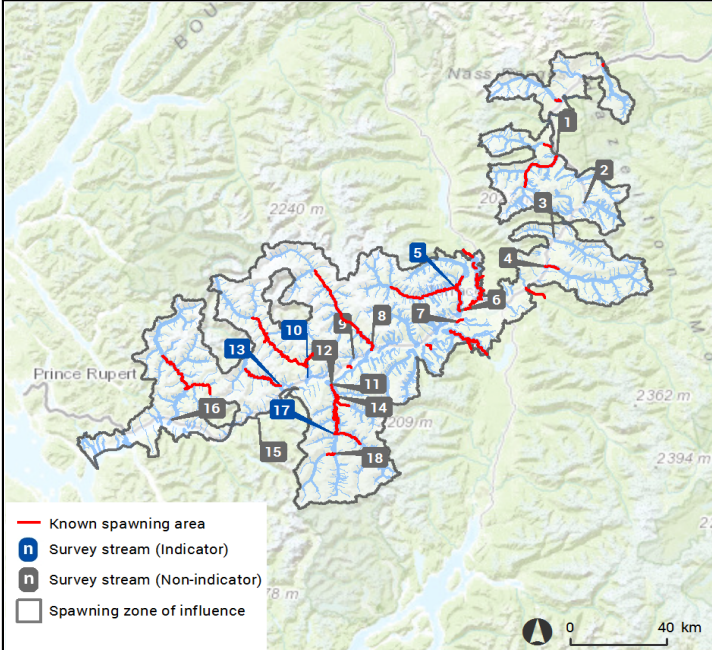 BOU
Nass
1
2
3
2240 m
5
4
6
7
8
9
10
12
13
Prince Rupert
11
14
16
17
209 m
2362 m
15
18
2394 m
Known spawning area
n Survey stream (Indicator)
n Survey stream (Non-indicator)
Spawning zone of influence
78 m
0 40 km